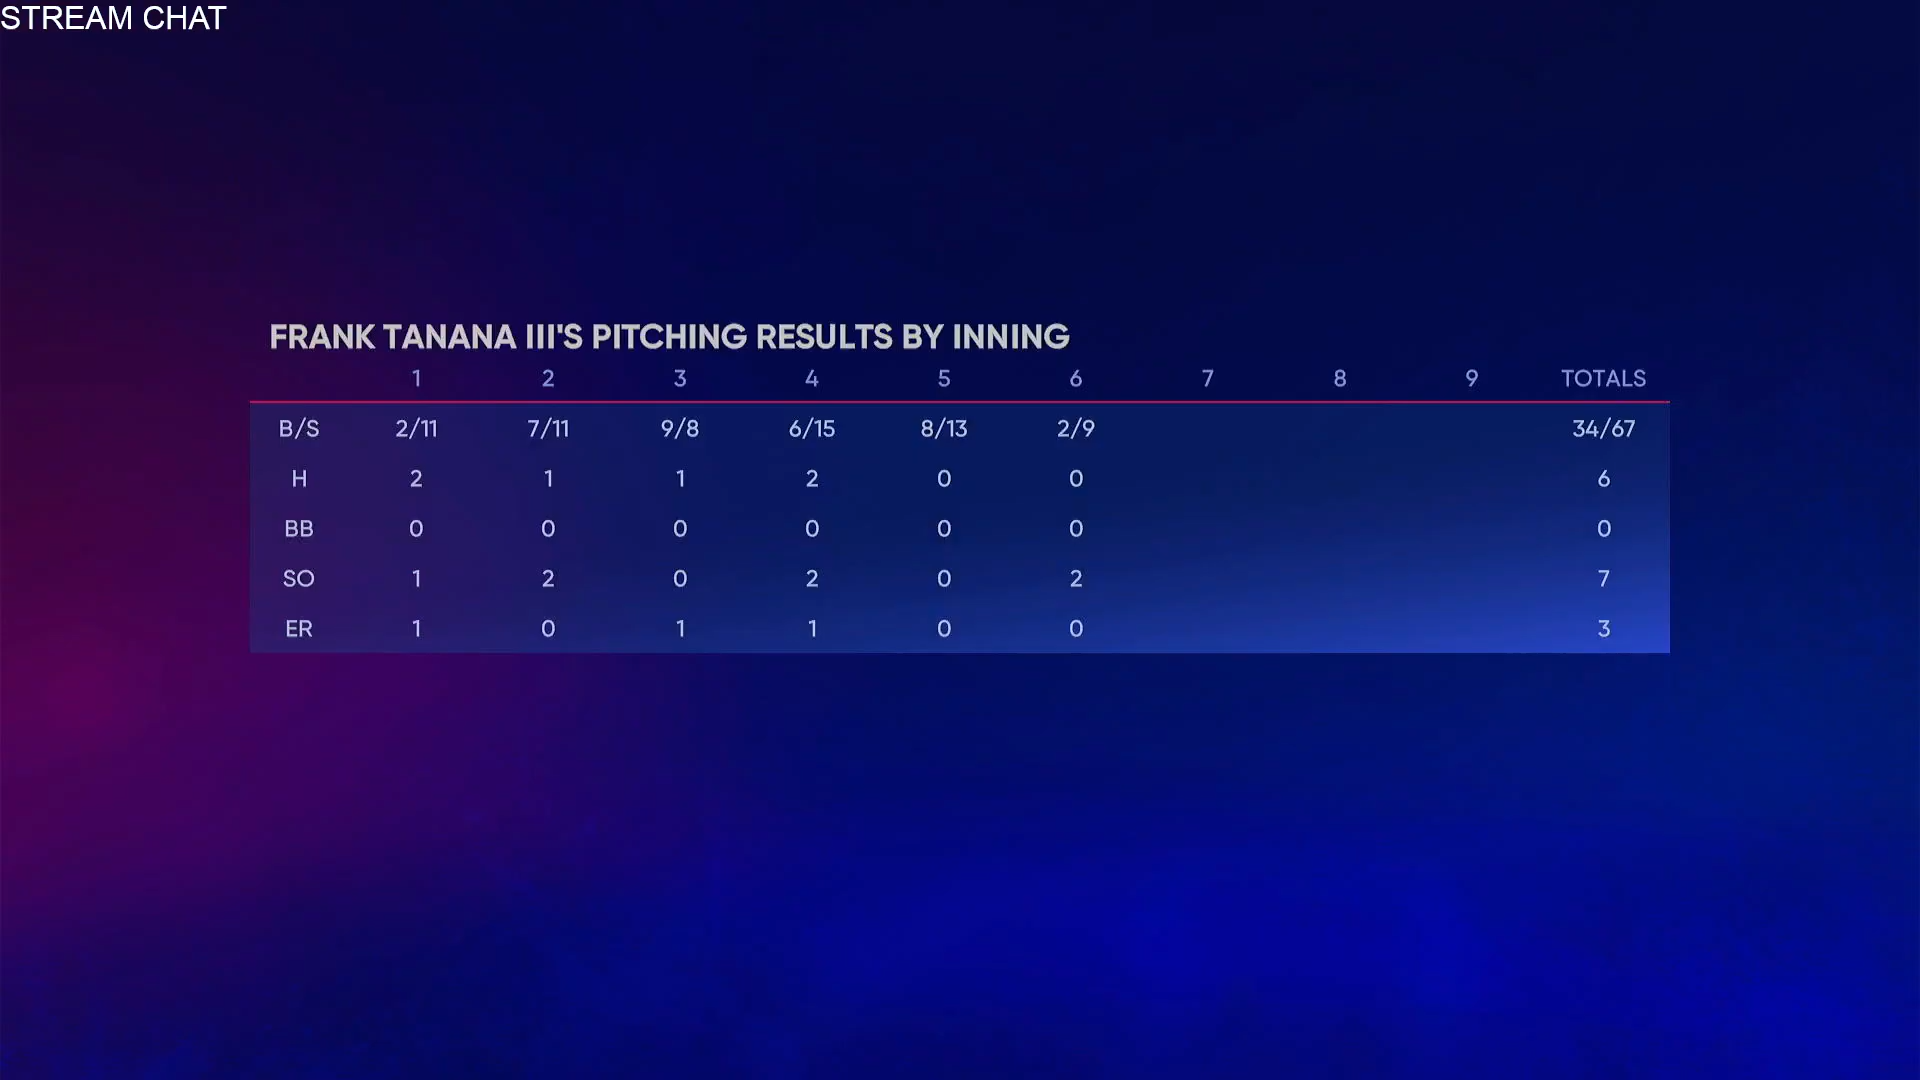 STREAM CHAT
FRANK TANANA III'S PITCHING RESULTS BY INNING
1 2 3 4 5 6 7 8 9 TOTALS
B/S 2/11 7/11 9/8 6/15 8/13 2/9 34/67
H 2 1 1 2 0 0 6
BB 0 0 0 0 0 0 0
SO 1 2 0 2 0 2 7
ER 1 0 1 1 0 0 3